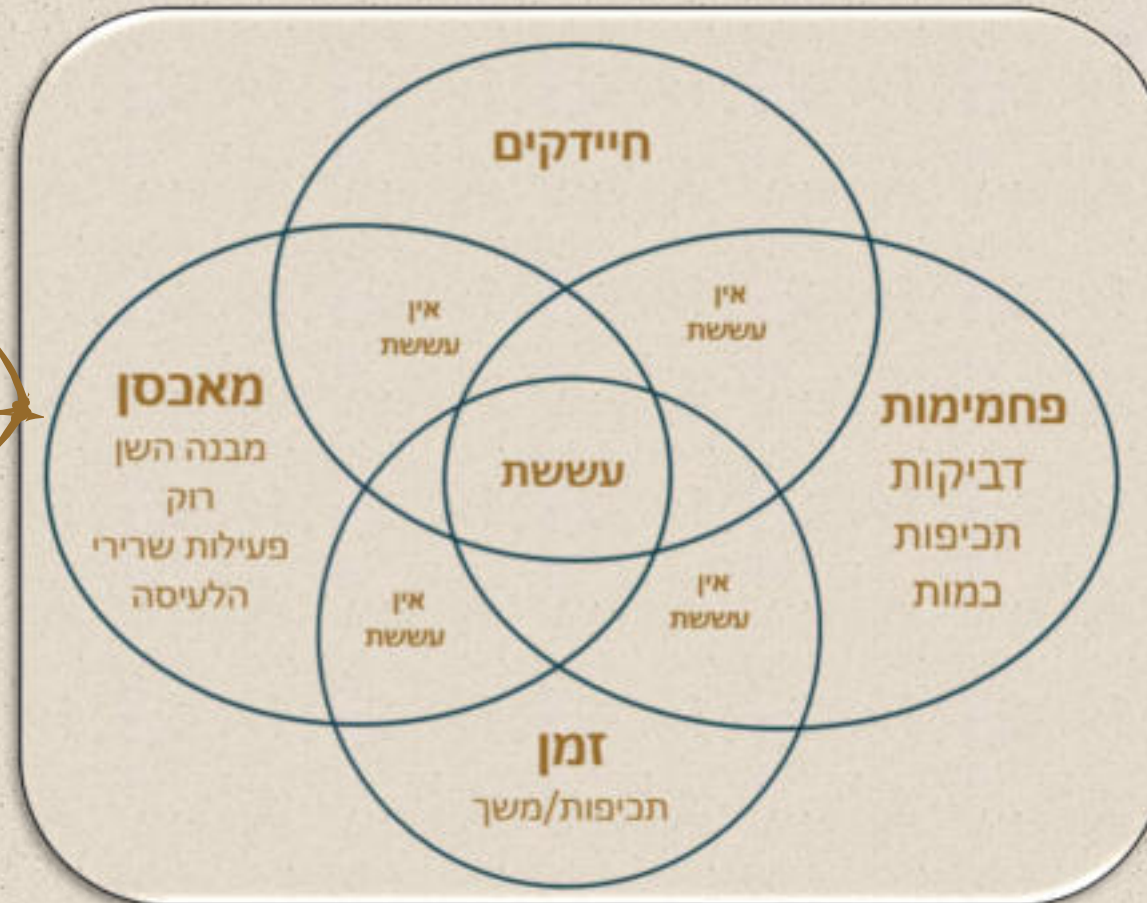 חיידקים
אין
עששת
אין
עששת
פחמימות
דביקות
תכיפות
כמות
מאכסן
מבנה השן
רוק
פעילות שרירי
הלעיסה
עששת
אין
עששת
אין
עששת
זמן
תכיפות/משך